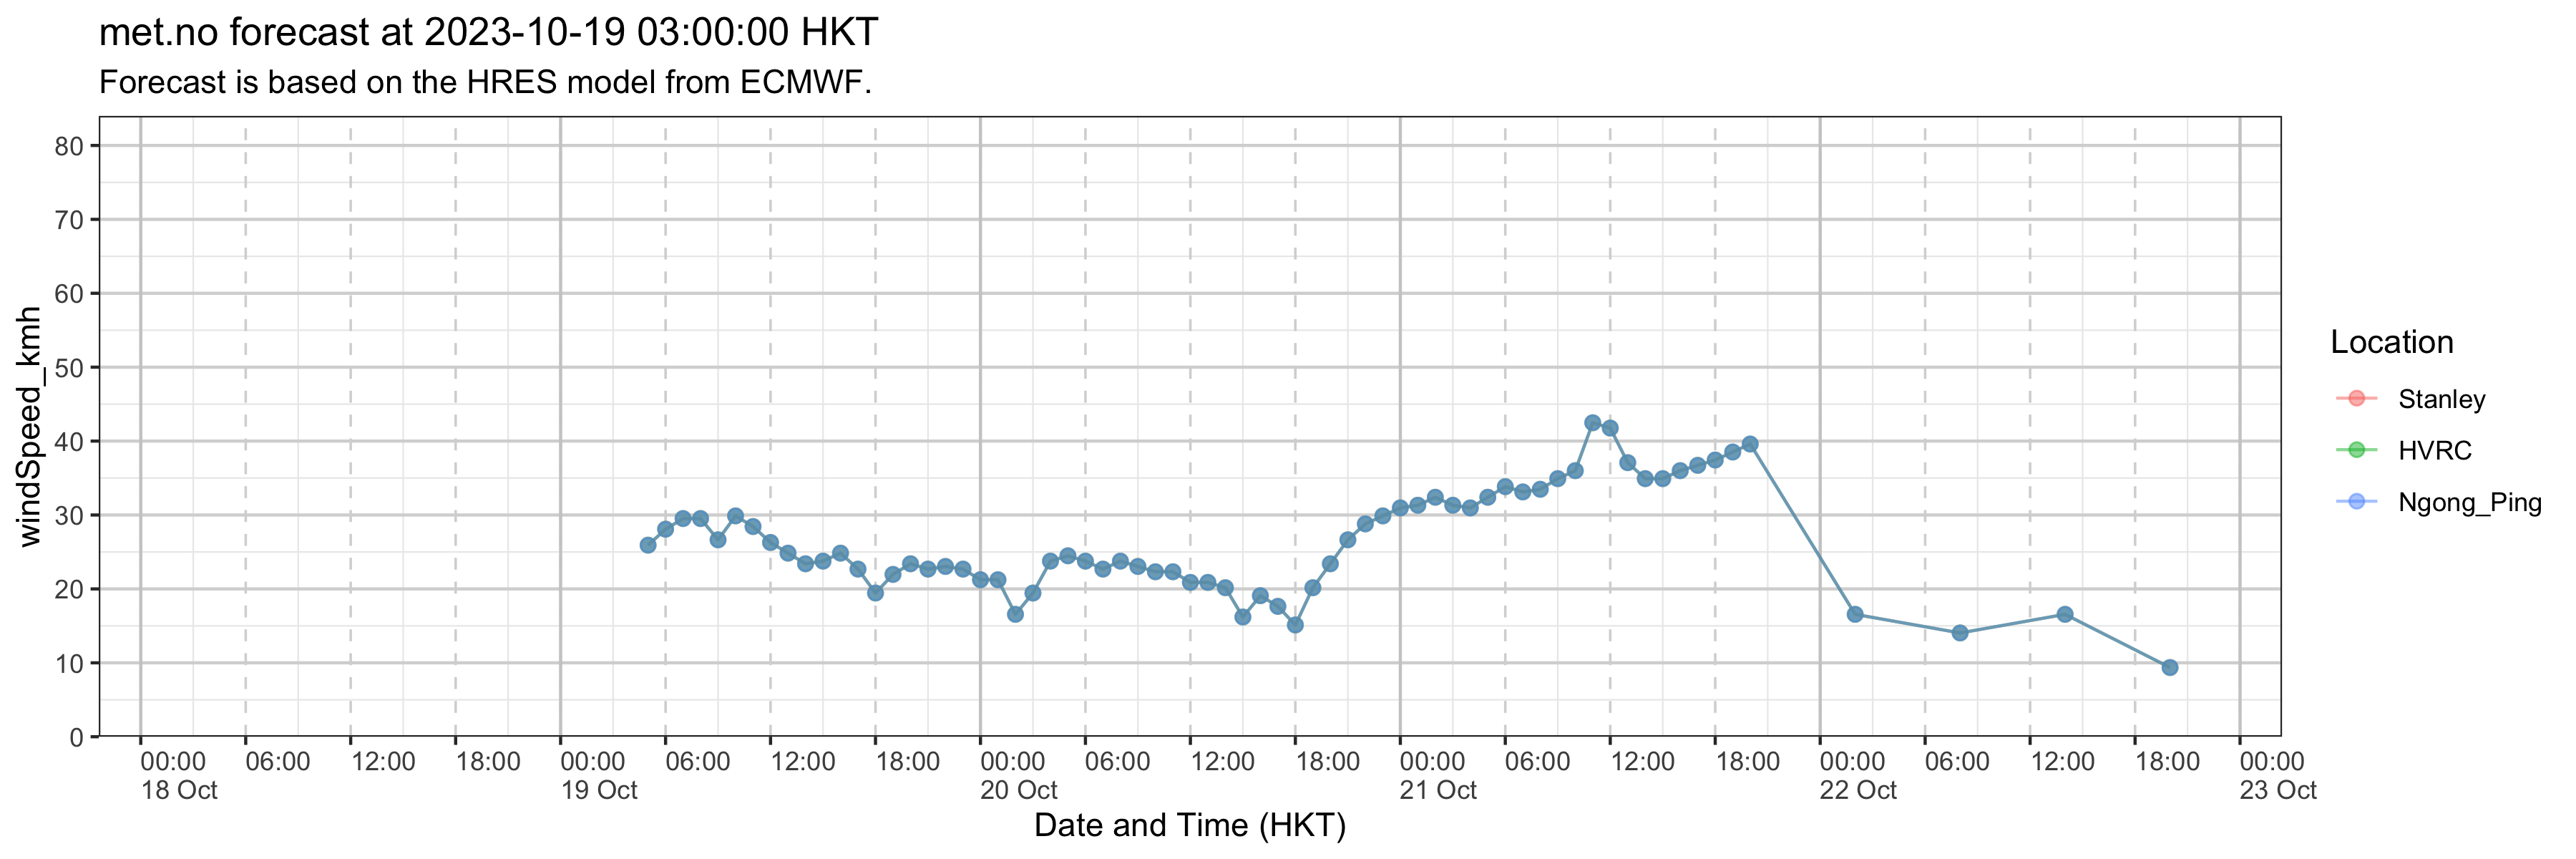 met.no forecast at 2023-10-19 03:00:00 HKT
Forecast is based on the HRES model from ECMWF.
windSpeed_kmh
80
70
60
50
40
30
20
10
0
00:00 06:00 12:00 18:00 00:00 06:00 12:00 18:00 00:00 06:00 12:00 18:00 00:00 06:00 12:00 18:00 00:00 06:00 12:00 18:00 00:00
18 Oct 19 Oct 20 Oct 21 Oct 22 Oct 23 Oct
Date and Time (HKT)
Location
Stanley
HVRC
Ngong_Ping